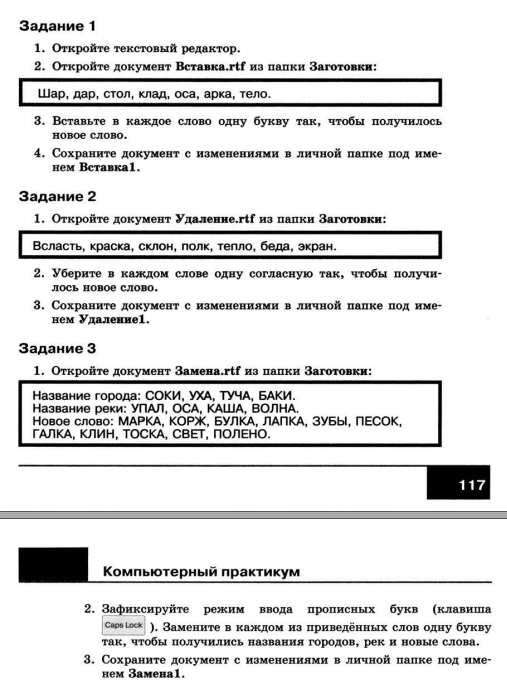 Задание 1
1. Откройте текстовый редактор.
2. Откройте документ Вставка.rtf из папки Заготовки:
Шар, дар, стол, клад, оса, арка, тело.
3. Вставьте в каждое слово одну букву так, чтобы получилось
новое слово.
4. Сохраните документ с изменениями в личной папке под име-
нем Вставка1.
Задание 2
1. Откройте документ Удаление.rtf из папки Заготовки:
Всласть, краска, склон, полк, тепло, беда, экран.
2. Уберите в каждом слове одну согласную так, чтобы получи-
лось новое слово.
3. Сохраните документ с изменениями в личной папке под име-
нем Удаление1.
Задание 3
1. Откройте документ Замена.rtf из папки Заготовки:
Название города: СОКИ, УХА, ТУЧА, БАКИ.
Название реки: УПАЛ, ОСА, КАША, ВОЛНА.
Новое слово: МАРКА, КОРЖ, БУЛКА, ЛАПКА, ЗУБЫ, ПЕСОК,
ГАЛКА, КЛИН, ТОСКА, СВЕТ, ПОЛЕНО.
117
Компьютерный практикум
2. Зафиксируйте режим ввода прописных букв (клавиша
Caps Lock ). Замените в каждом из приведённых слов одну букву
так, чтобы получились названия городов, рек и новые слова.
3. Сохраните документ с изменениями в личной папке под име-
нем Замена1.